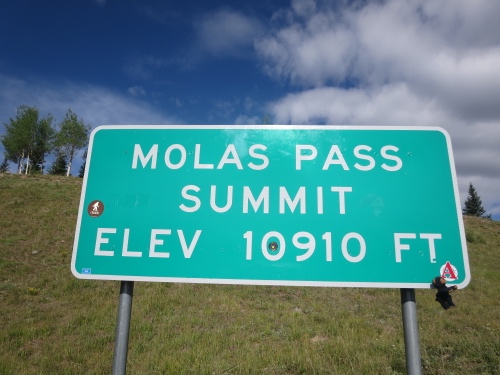 MOLAS PASS
SUMMIT
ELEV 10910 FT.